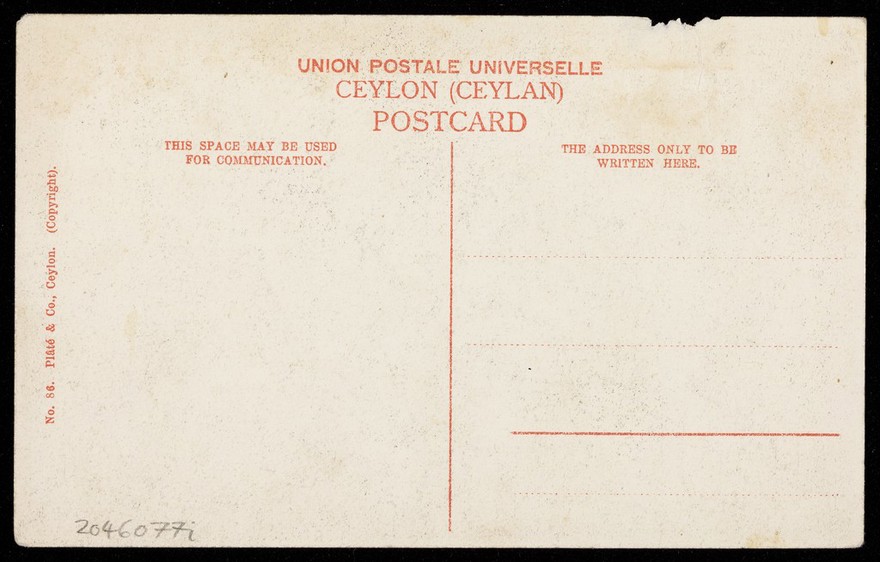 UNION POSTALE UNIVERSELLE
CEYLON (CEYLAN)
POSTCARD
THIS SPACE MAY BE USED
FOR COMMUNICATION.
THE ADDRESS ONLY TO BE
WRITTEN HERE.
No. 86. Plâté & Co., Ceylon. (Copyright).
2046077i